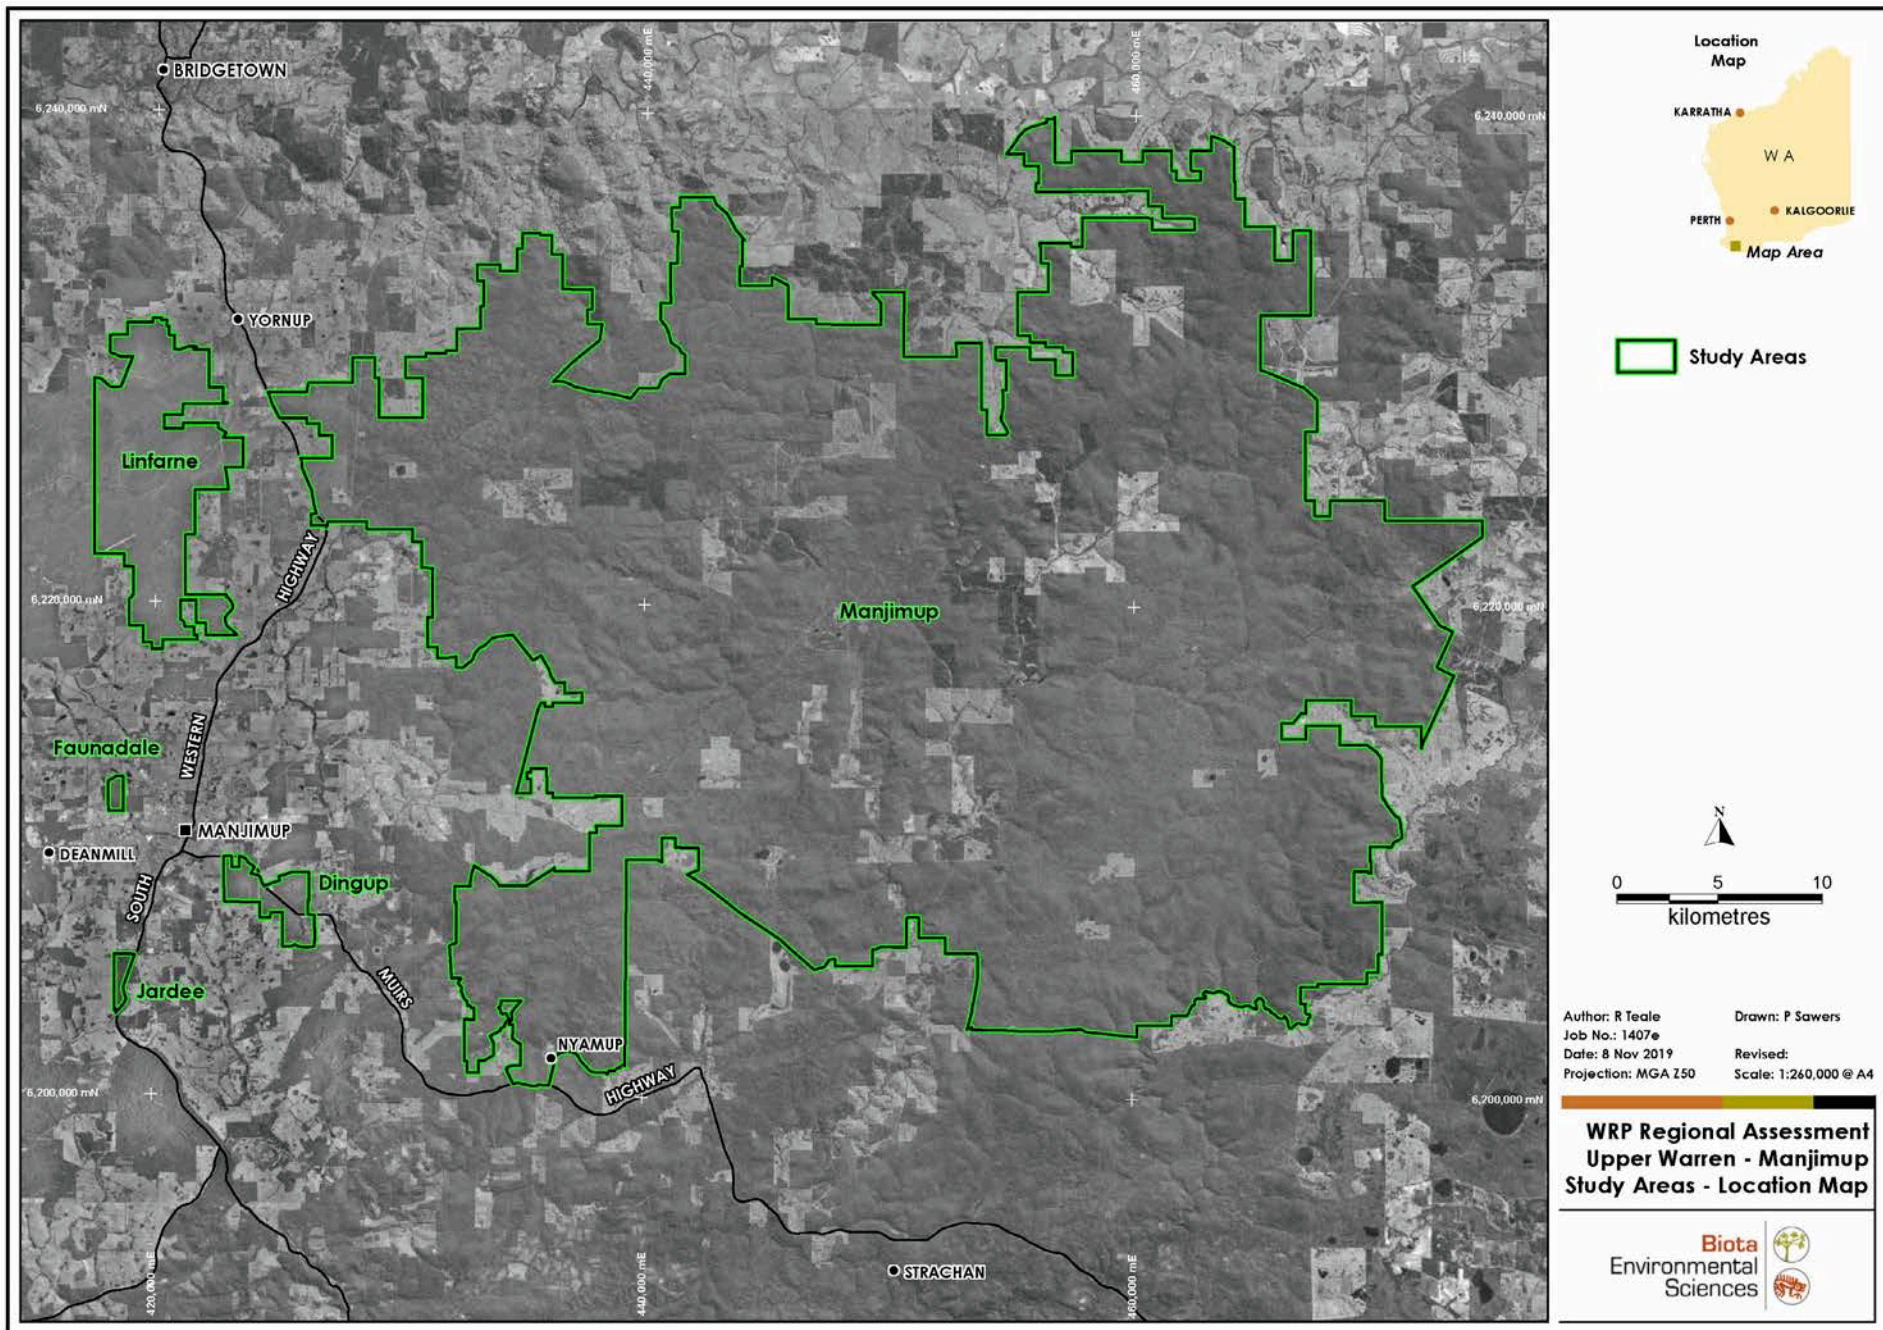 BRIDGETOWN
440,000 mE
460,000 mE
6,240,000 mN
6,240,000 mN
YORNUP
Linfarne
HIGHWAY
6,220,000 mN
Manjimup
6,220,000 mN
WESTERN
Faunadale
MANJIMUP
DEANMILL
Dingup
SOUTH
MUIRS
Jardee
NYAMUP
HIGHWAY
6,200,000 mN
6,200,000 mN
STRACHAN
420,000 mE
440,000 mE
460,000 mE
Location
Map
KARRATHA
W A
PERTH
KALGOORLIE
Map Area
Study Areas
N
0 5 10
kilometres
Author: R Teale Drawn: P Sawers
Job No.: 1407e
Date: 8 Nov 2019 Revised:
Projection: MGA Z50 Scale: 1:260,000 @ A4
WRP Regional Assessment
Upper Warren - Manjimup
Study Areas - Location Map
Biota
Environmental
Sciences